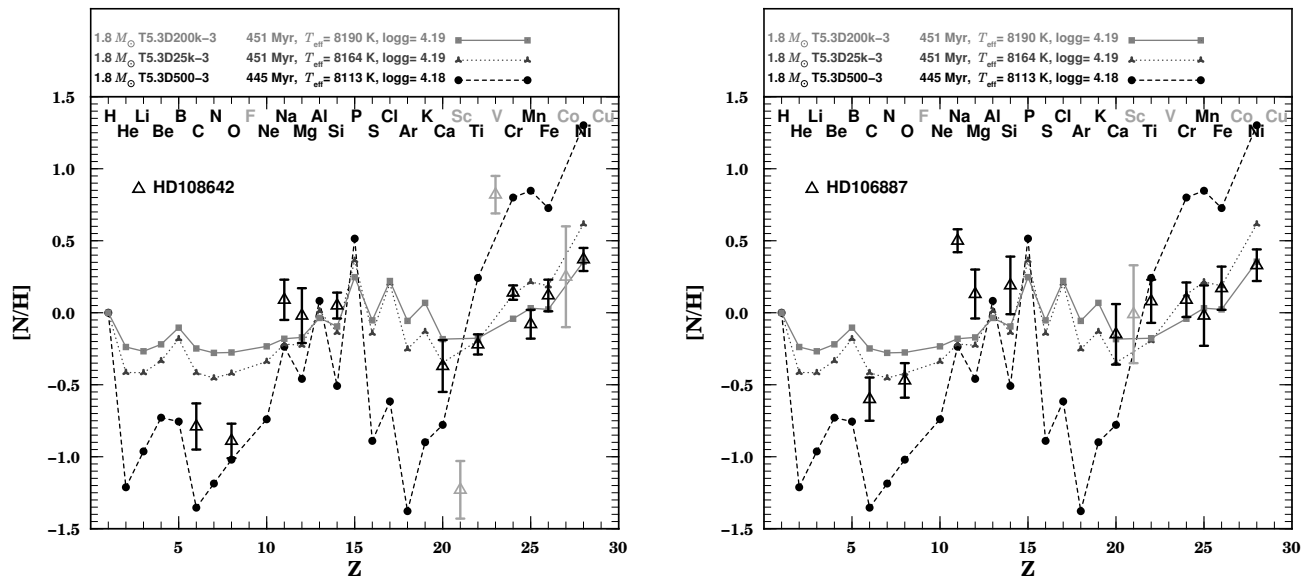 1.8 M⊙ T5.3D200k−3 451 Myr, Teff= 8190 K, logg= 4.19
1.8 M⊙ T5.3D25k−3 451 Myr, Teff= 8164 K, logg= 4.19
1.8 M⊙ T5.3D500−3 445 Myr, Teff= 8113 K, logg= 4.18
H Li B N F Na Al P Cl K Sc V Mn Co Cu
He Be C O Ne Mg Si S Ar Ca Ti Cr Fe Ni
HD108642
[N/H]
1.5
1.0
0.5
0.0
−0.5
−1.0
−1.5
5 10 15 20 25 30
Z
1.8 M⊙ T5.3D200k−3 451 Myr, Teff= 8190 K, logg= 4.19
1.8 M⊙ T5.3D25k−3 451 Myr, Teff= 8164 K, logg= 4.19
1.8 M⊙ T5.3D500−3 445 Myr, Teff= 8113 K, logg= 4.18
H Li B N F Na Al P Cl K Sc V Mn Co Cu
He Be C O Ne Mg Si S Ar Ca Ti Cr Fe Ni
HD106887
[N/H]
1.5
1.0
0.5
0.0
−0.5
−1.0
−1.5
5 10 15 20 25 30
Z